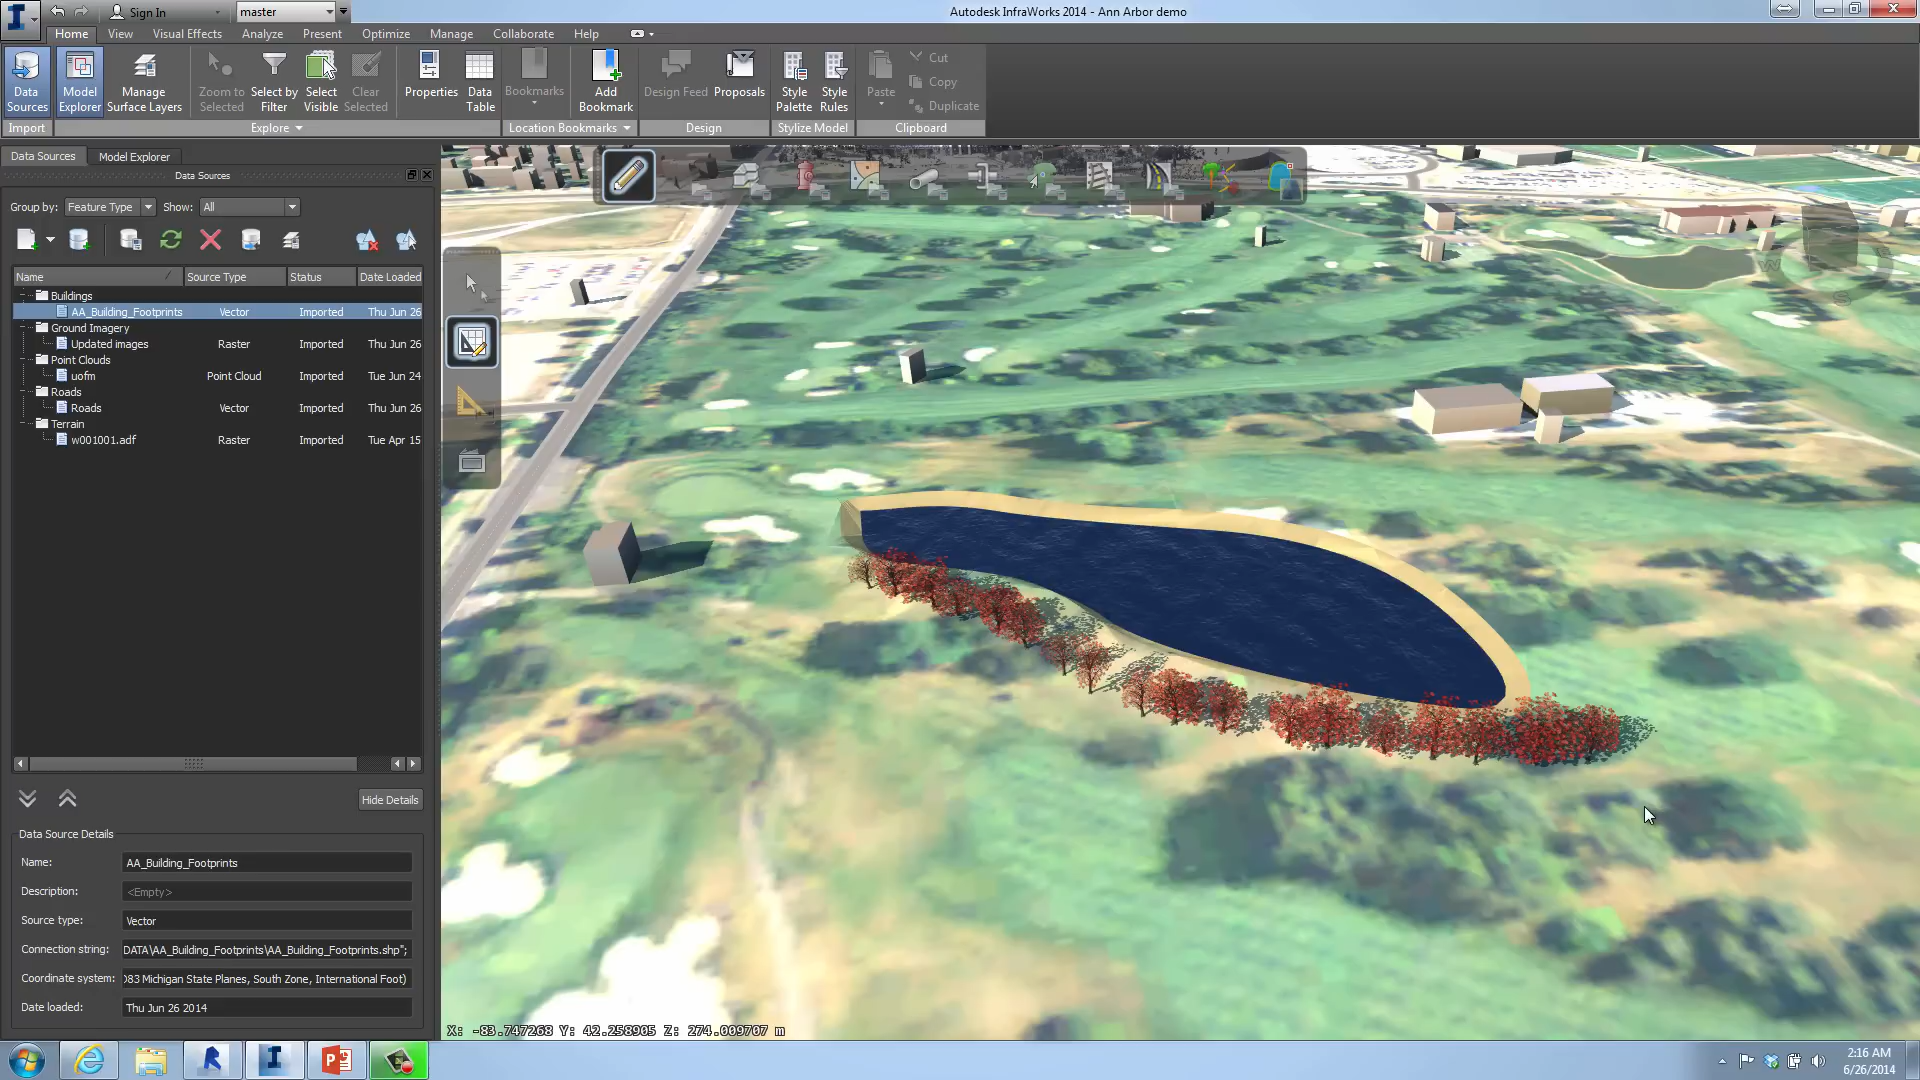 Sign In
master
Autodesk InfraWorks 2014 - Ann Arbor demo
Home View Visual Effects Analyze Present Optimize Manage Collaborate Help
Data Sources
Model Explorer
Manage Surface Layers
Zoom to Selected
Select by Filter
Select Visible
Clear Selected
Properties
Data Table
Bookmarks
Add Bookmark
Design Feed
Proposals
Style Palette
Style Rules
Paste
Cut
Copy
Duplicate
Import Explore Location Bookmarks Design Stylize Model Clipboard
Data Sources Model Explorer
Data Sources
Group by: Feature Type Show: All
Name Source Type Status Date Loaded
Buildings
AA_Building_Footprints Vector Imported Thu Jun 26
Ground Imagery
Updated images Raster Imported Thu Jun 26
Point Clouds
uofm Point Cloud Imported Tue Jun 24
Roads
Roads Vector Imported Thu Jun 26
Terrain
w001001.adf Raster Imported Tue Apr 15
Hide Details
Data Source Details
Name: AA_Building_Footprints
Description: <Empty>
Source type: Vector
Connection string: DATA\AA_Building_Footprints\AA_Building_Footprints.shp";
Coordinate system: )83 Michigan State Planes, South Zone, International Foot)
Date loaded: Thu Jun 26 2014
X: -83.747268 Y: 42.258905 Z: 274.009707 m
2:16 AM
6/26/2014